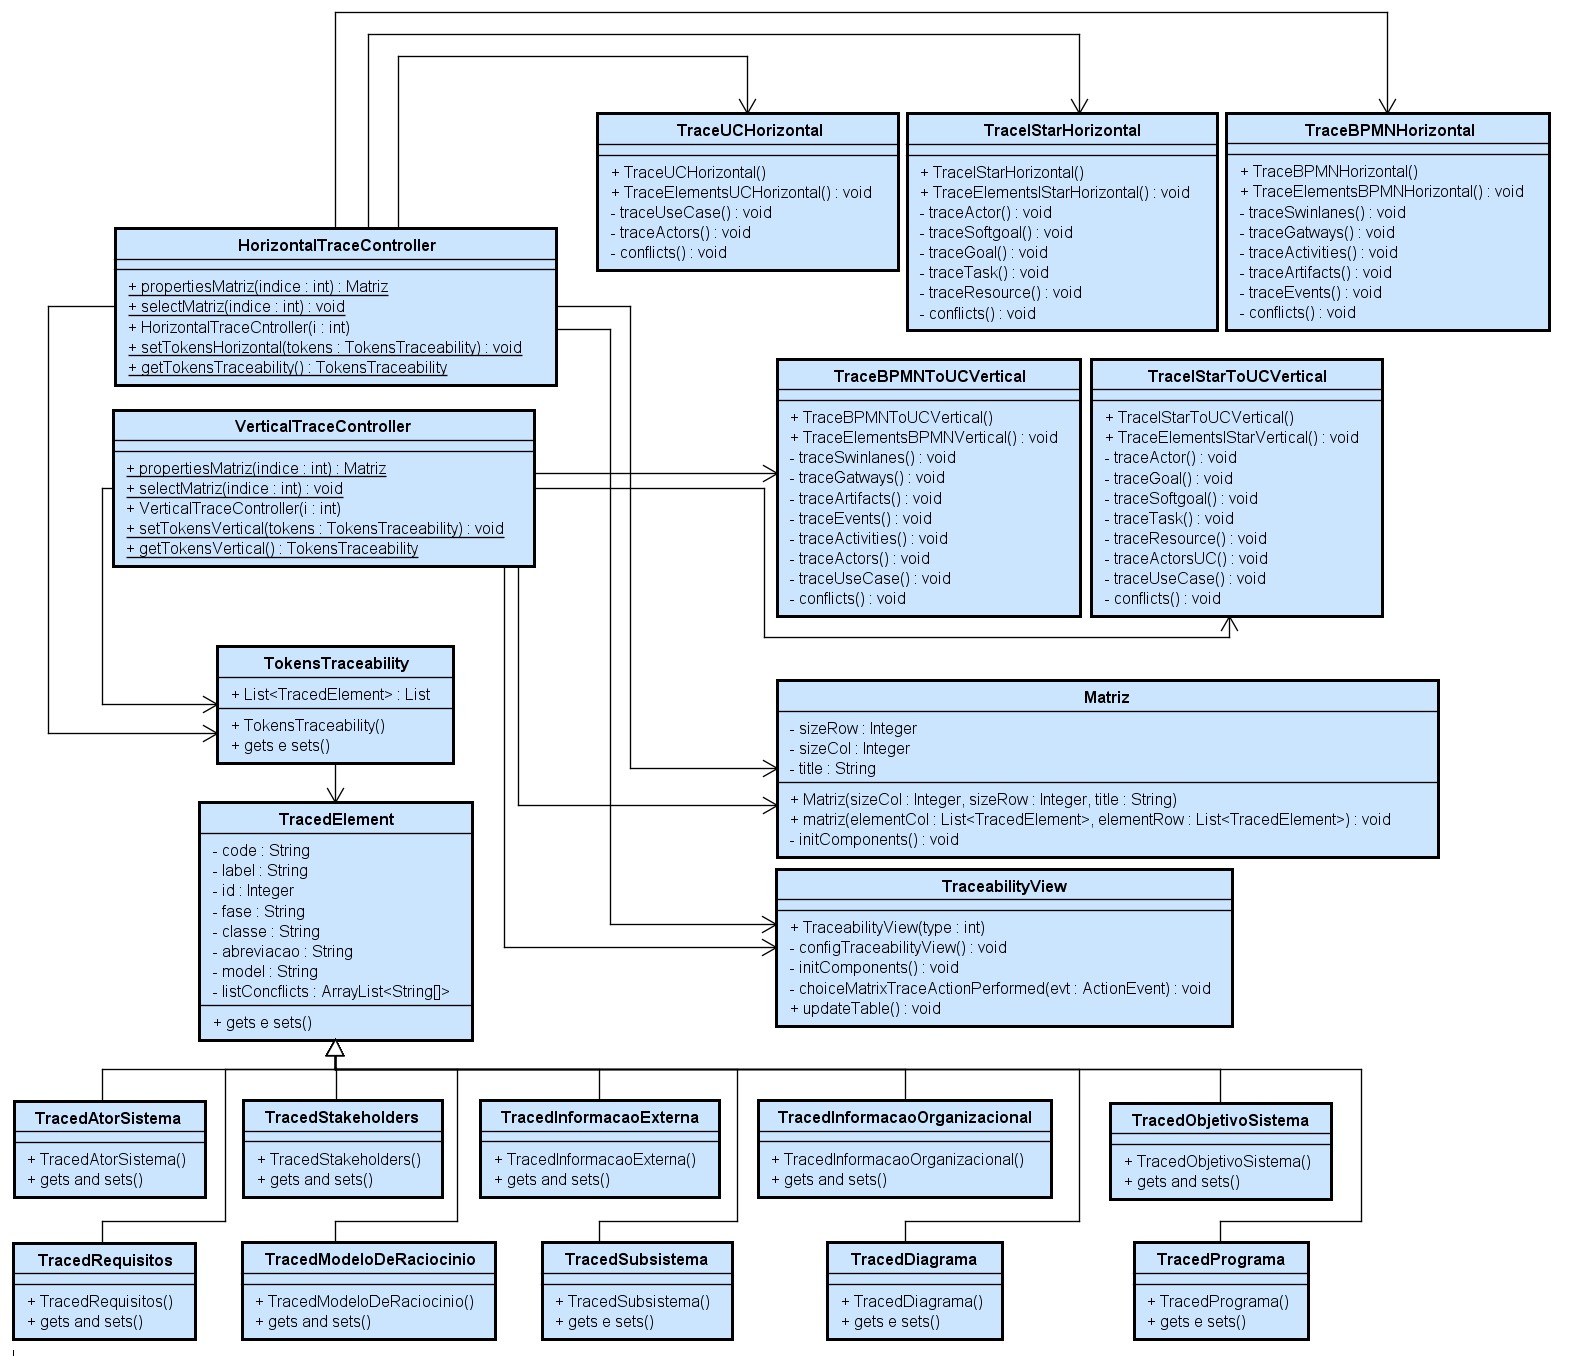 TraceUCHorizontal
+ TraceUCHorizontal()
+ TraceElementsUCHorizontal() : void
- traceUseCase() : void
- traceActors() : void
- conflicts() : void
TraceIStarHorizontal
+ TraceIStarHorizontal()
+ TraceElementsIStarHorizontal() : void
- traceActor() : void
- traceSoftgoal() : void
- traceGoal() : void
- traceTask() : void
- traceResource() : void
- conflicts() : void
TraceBPMNHorizontal
+ TraceBPMNHorizontal()
+ TraceElementsBPMNHorizontal() : void
- traceSwinlanes() : void
- traceGatways() : void
- traceActivities() : void
- traceArtifacts() : void
- traceEvents() : void
- conflicts() : void
HorizontalTraceController
+ propertiesMatriz(indice : int) : Matriz
+ selectMatriz(indice : int) : void
+ HorizontalTraceCntroller(i : int)
+ setTokensHorizontal(tokens : TokensTraceability) : void
+ getTokensTraceability() : TokensTraceability
VerticalTraceController
+ propertiesMatriz(indice : int) : Matriz
+ selectMatriz(indice : int) : void
+ VerticalTraceController(i : int)
+ setTokensVertical(tokens : TokensTraceability) : void
+ getTokensVertical() : TokensTraceability
TraceBPMNToUCVertical
+ TraceBPMNToUCVertical()
+ TraceElementsBPMNVertical() : void
- traceSwinlanes() : void
- traceGatways() : void
- traceArtifacts() : void
- traceEvents() : void
- traceActivities() : void
- traceActors() : void
- traceUseCase() : void
- conflicts() : void
TraceIStarToUCVertical
+ TraceIStarToUCVertical()
+ TraceElementsIStarVertical() : void
- traceActor() : void
- traceGoal() : void
- traceSoftgoal() : void
- traceTask() : void
- traceResource() : void
- traceActorsUC() : void
- traceUseCase() : void
- conflicts() : void
TokensTraceability
+ List<TracedElement> : List
+ TokensTraceability()
+ gets e sets()
Matriz
- sizeRow : Integer
- sizeCol : Integer
- title : String
+ Matriz(sizeCol : Integer, sizeRow : Integer, title : String)
+ matriz(elementCol : List<TracedElement>, elementRow : List<TracedElement>) : void
- initComponents() : void
TracedElement
- code : String
- label : String
- id : Integer
- fase : String
- classe : String
- abreviacao : String
- model : String
- listConcflicts : ArrayList<String[]>
+ gets e sets()
TraceabilityView
+ TraceabilityView(type : int)
- configTraceabilityView() : void
- initComponents() : void
- choiceMatrixTraceActionPerformed(evt : ActionEvent) : void
+ updateTable() : void
TracedAtorSistema
+ TracedAtorSistema()
+ gets and sets()
TracedStakeholders
+ TracedStakeholders()
+ gets and sets()
TracedInformacaoExterna
+ TracedInformacaoExterna()
+ gets and sets()
TracedInformacaoOrganizacional
+ TracedInformacaoOrganizacional()
+ gets and sets()
TracedObjetivoSistema
+ TracedObjetivoSistema()
+ gets and sets()
TracedRequisitos
+ TracedRequisitos()
+ gets and sets()
TracedModeloDeRaciocinio
+ TracedModeloDeRaciocinio()
+ gets and sets()
TracedSubsistema
+ TracedSubsistema()
+ gets e sets()
TracedDiagrama
+ TracedDiagrama()
+ gets e sets()
TracedPrograma
+ TracedPrograma()
+ gets e sets()